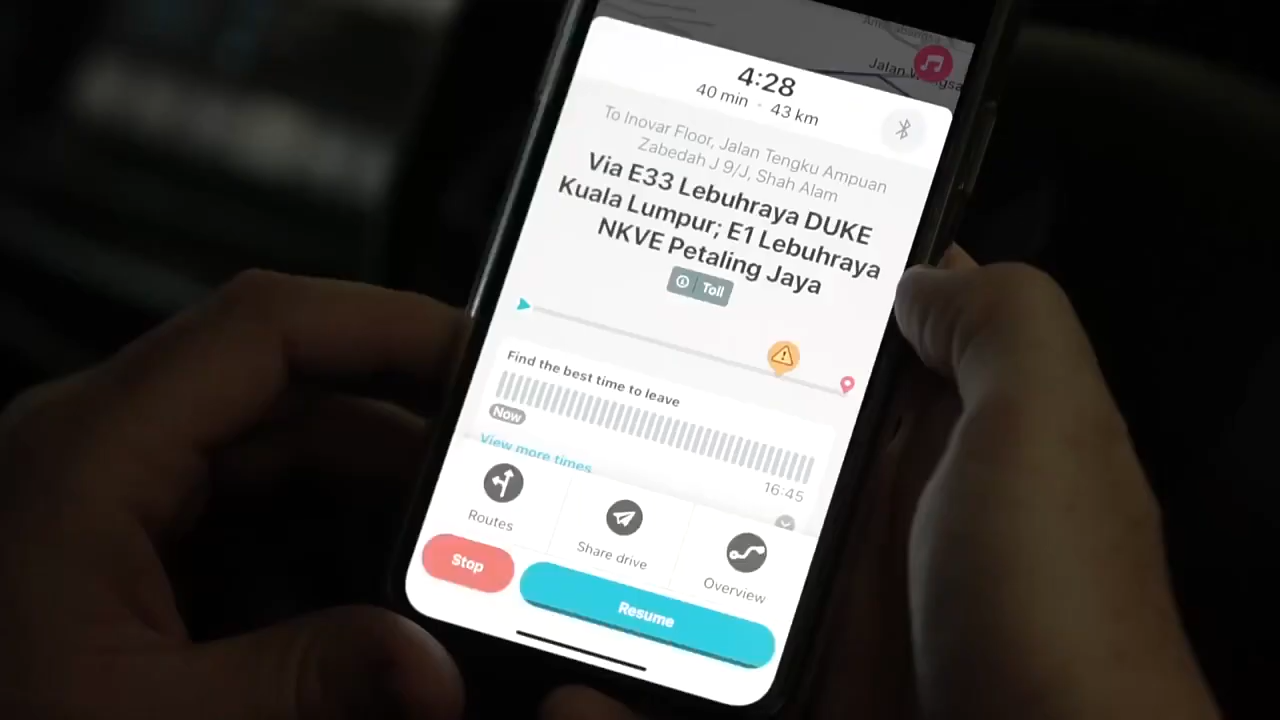 Jalan
4:28
40 min · 43 km
To Inovar Floor, Jalan Tengku Ampuan
Zabedah J 9/J, Shah Alam
Via E33 Lebuhraya DUKE
Kuala Lumpur; E1 Lebuhraya
NKVE Petaling Jaya
Toll
Find the best time to leave
Now
View more times
16:45
Routes
Share drive
Overview
Stop
Resume